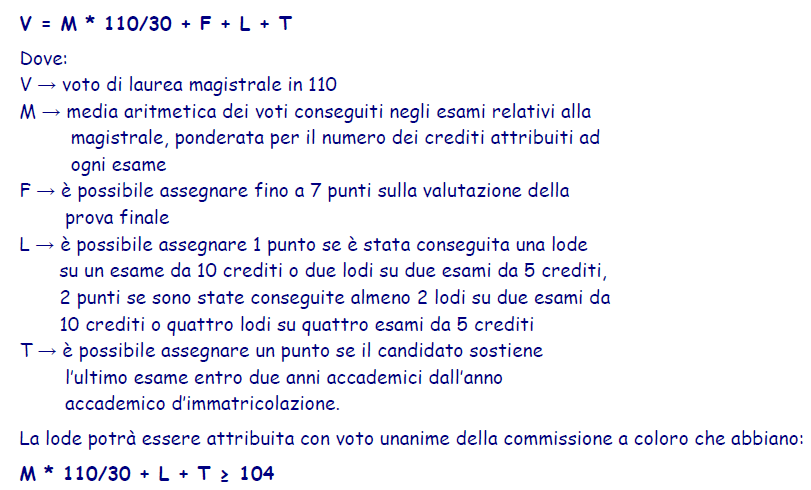 V = M * 110/30 + F + L + T
Dove:
V → voto di laurea magistrale in 110
M → media aritmetica dei voti conseguiti negli esami relativi alla
magistrale, ponderata per il numero dei crediti attribuiti ad
ogni esame
F → è possibile assegnare fino a 7 punti sulla valutazione della
prova finale
L → è possibile assegnare 1 punto se è stata conseguita una lode
su un esame da 10 crediti o due lodi su due esami da 5 crediti,
2 punti se sono state conseguite almeno 2 lodi su due esami da
10 crediti o quattro lodi su quattro esami da 5 crediti
T → è possibile assegnare un punto se il candidato sostiene
l'ultimo esame entro due anni accademici dall'anno
accademico d'immatricolazione.
La lode potrà essere attribuita con voto unanime della commissione a coloro che abbiano:
M * 110/30 + L + T ≥ 104